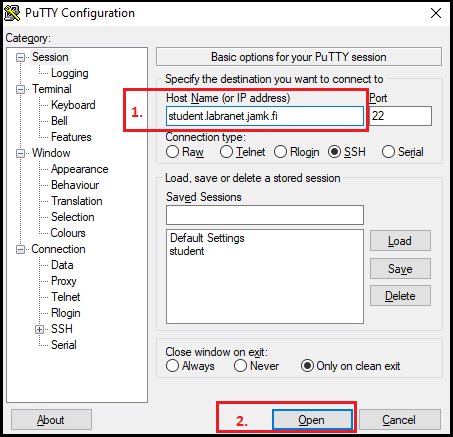 PuTTY Configuration
Category:
Session
Logging
Terminal
Keyboard
Bell
Features
Window
Appearance
Behaviour
Translation
Selection
Colours
Connection
Data
Proxy
Telnet
Rlogin
SSH
Serial
Basic options for your PuTTY session
Specify the destination you want to connect to
1.
Host Name (or IP address) Port
student.labranet.jamk.fi 22
Connection type:
Raw Telnet Rlogin SSH Serial
Load, save or delete a stored session
Saved Sessions
Default Settings
student
Load
Save
Delete
Close window on exit:
Always Never Only on clean exit
About 2. Open Cancel